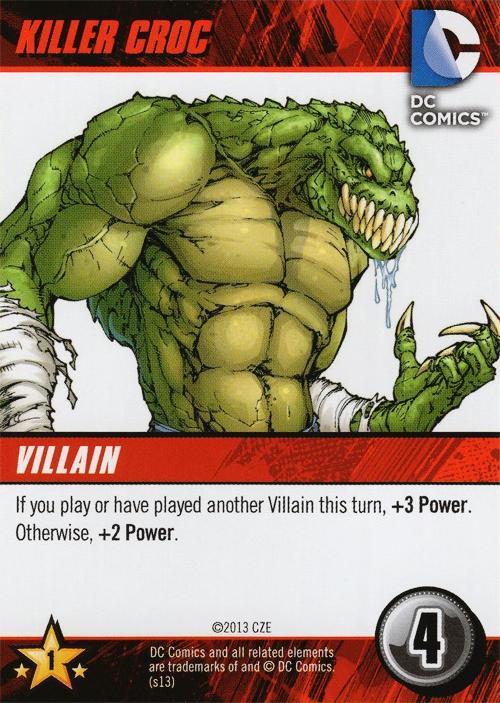 KILLER CROC
DC
COMICS™
VILLAIN
If you play or have played another Villain this turn, +3 Power.
Otherwise, +2 Power.
©2013 CZE
1
DC Comics and all related elements
are trademarks of and © DC Comics.
(s13)
4